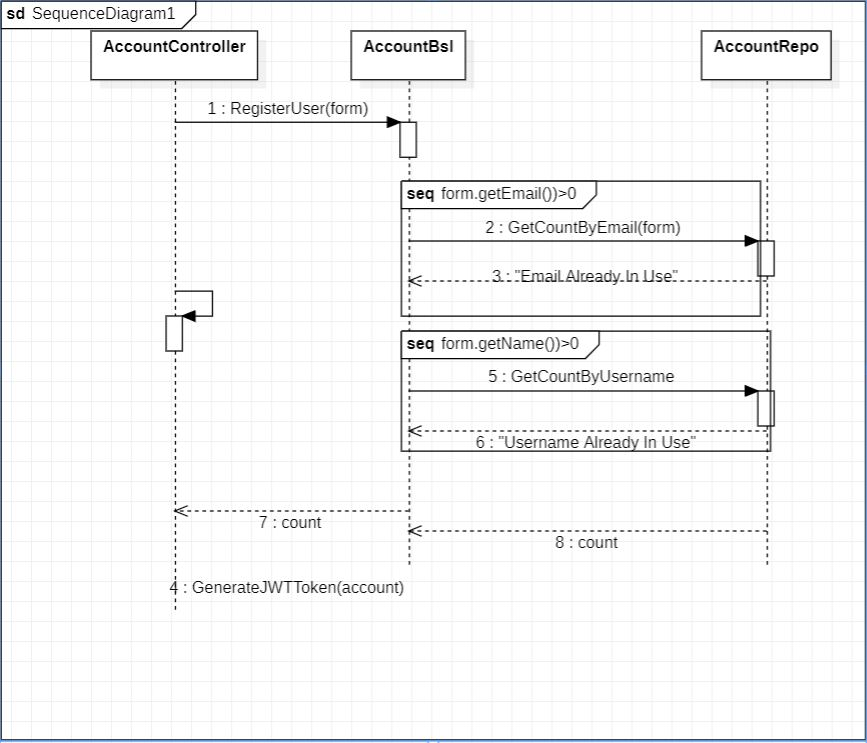 sd SequenceDiagram1
AccountController
AccountBsl
AccountRepo
1 : RegisterUser(form)
seq form.getEmail())>0
2 : GetCountByEmail(form)
3 : "Email Already In Use"
seq form.getName())>0
5 : GetCountByUsername
6 : "Username Already In Use"
7 : count
8 : count
4 : GenerateJWTToken(account)